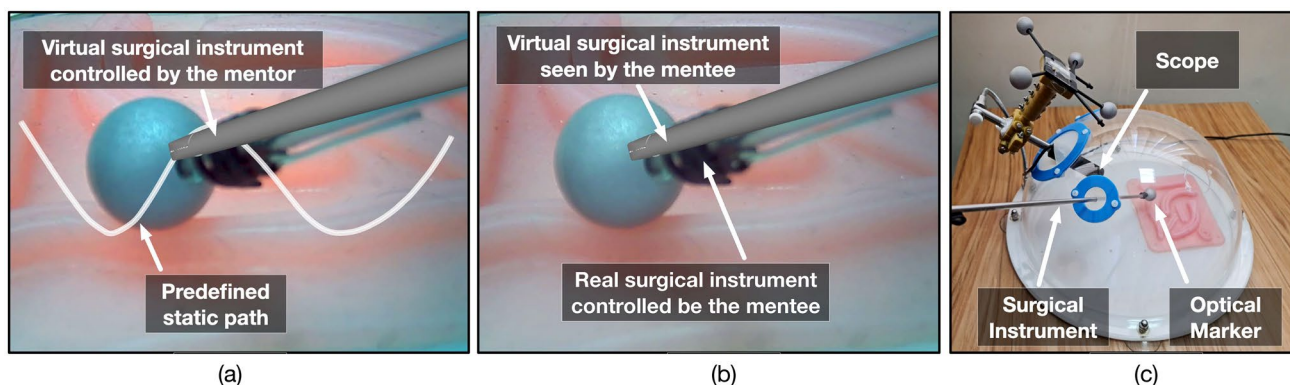 Virtual surgical instrument
controlled by the mentor
Predefined
static path
(a)
Virtual surgical instrument
seen by the mentee
Real surgical instrument
controlled be the mentee
(b)
Scope
Surgical
Instrument
Optical
Marker
(c)